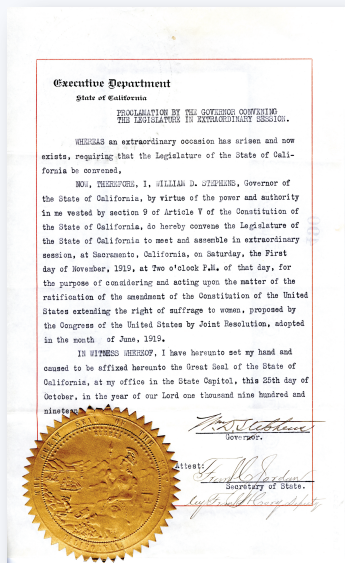 Executive Department
State of California
PROCLAMATION BY THE GOVERNOR CONVENING
THE LEGISLATURE IN EXTRAORDINARY SESSION.
WHEREAS an extraordinary occasion has arisen and now
exists, requiring that the Legislature of the State of Cali-
fornia be convened,
NOW, THEREFORE, I, WILLIAM D. STEPHENS, Governor of
the State of California, by virtue of the power and authority
in me vested by section 9 of Article V of the Constitution of
the State of California, do hereby convene the Legislature of
the State of California to meet and assemble in extraordinary
session, at Sacramento, California, on Saturday, the First
day of November, 1919, at Two o'clock P.M. of that day, for
the purpose of considering and acting upon the matter of the
ratification of the amendment of the Constitution of the United
States extending the right of suffrage to women, proposed by
the Congress of the United States by Joint Resolution, adopted
in the month of June, 1919.
IN WITNESS WHEREOF, I have hereunto set my hand and
caused to be affixed hereunto the Great Seal of the State of
California, at my office in the State Capitol, this 25th day of
October, in the year of our Lord one thousand nine hundred and
nineteen
Wm D. Stephens
Governor.
Attest:
Frank C. Jordan
Secretary of State.
by Frank H. Cory Deputy